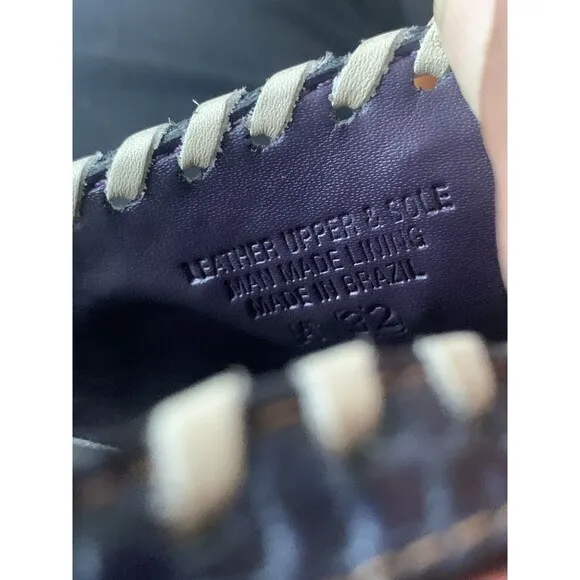 LEATHER UPPER & SOLE
MAN MADE LINING
MADE IN BRAZIL